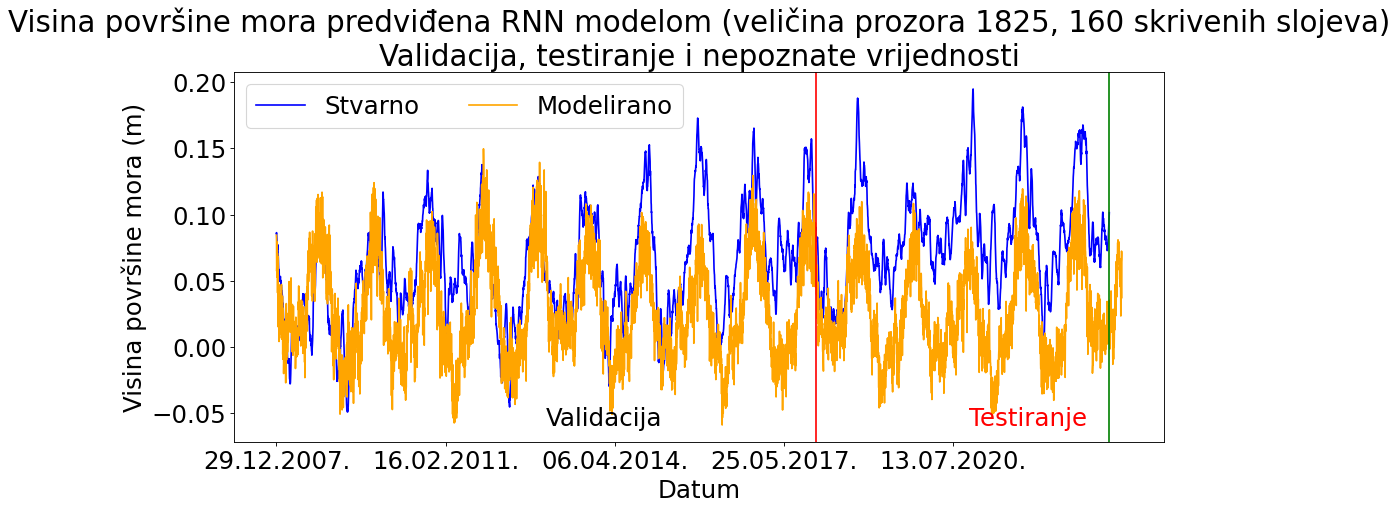 Visina površine mora predviđena RNN modelom (veličina prozora 1825, 160 skrivenih slojeva)
Validacija, testiranje i nepoznate vrijednosti
Stvarno Modelirano
0.20
0.15
0.10
0.05
0.00
−0.05
Visina površine mora (m)
Validacija Testiranje
29.12.2007. 16.02.2011. 06.04.2014. 25.05.2017. 13.07.2020.
Datum